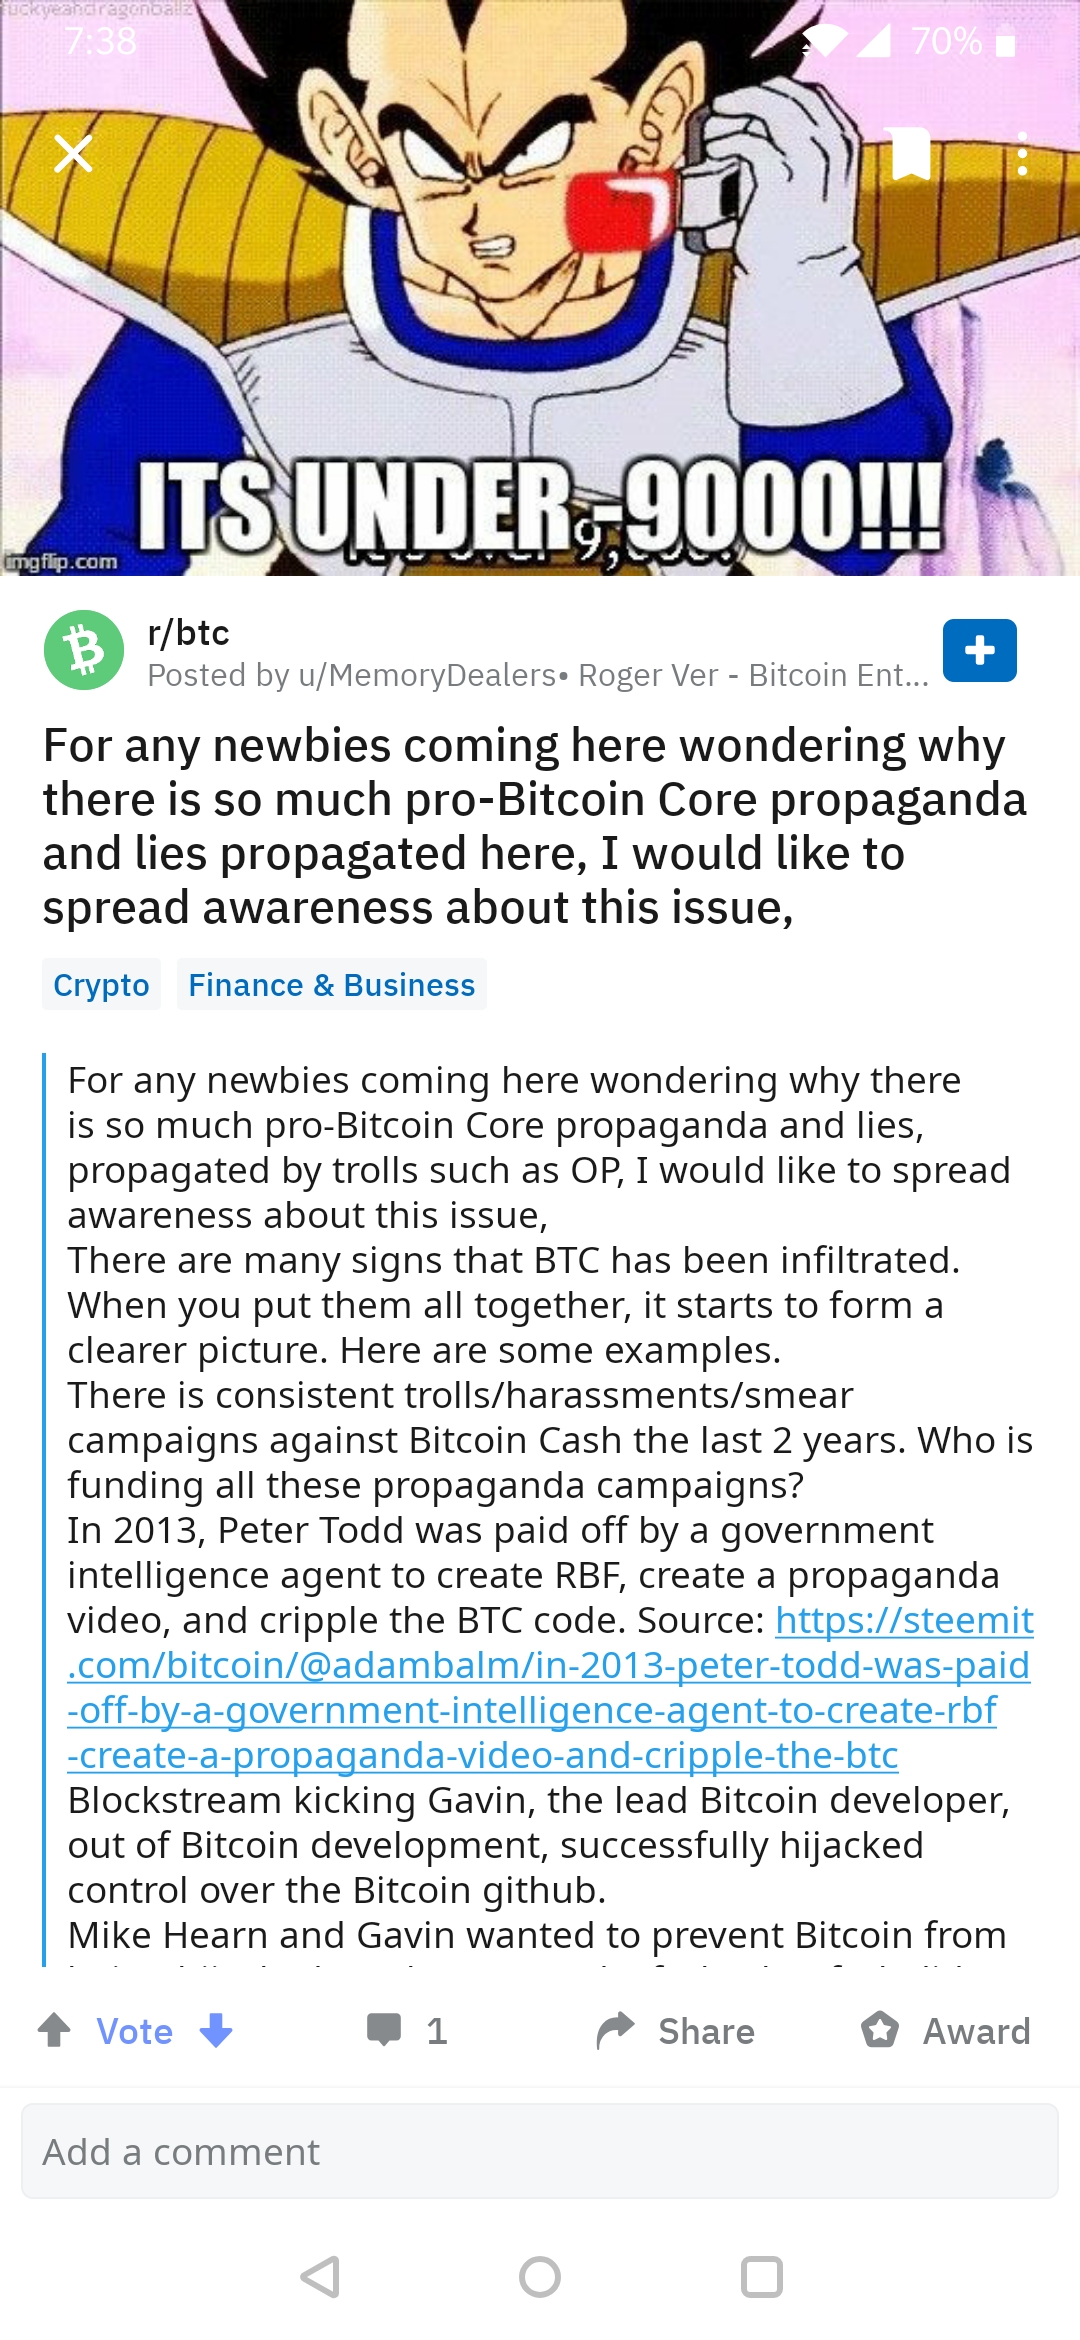 fuckyeahdragonballz
7:38
70%
ITS UNDER -9000!!!
9,
imgflip.com
r/btc
Posted by u/MemoryDealers• Roger Ver - Bitcoin Ent...
For any newbies coming here wondering why
there is so much pro-Bitcoin Core propaganda
and lies propagated here, I would like to
spread awareness about this issue,
Crypto
Finance & Business
For any newbies coming here wondering why there
is so much pro-Bitcoin Core propaganda and lies,
propagated by trolls such as OP, I would like to spread
awareness about this issue,
There are many signs that BTC has been infiltrated.
When you put them all together, it starts to form a
clearer picture. Here are some examples.
There is consistent trolls/harassments/smear
campaigns against Bitcoin Cash the last 2 years. Who is
funding all these propaganda campaigns?
In 2013, Peter Todd was paid off by a government
intelligence agent to create RBF, create a propaganda
video, and cripple the BTC code. Source: https://steemit
.com/bitcoin/@adambalm/in-2013-peter-todd-was-paid
-off-by-a-government-intelligence-agent-to-create-rbf
-create-a-propaganda-video-and-cripple-the-btc
Blockstream kicking Gavin, the lead Bitcoin developer,
out of Bitcoin development, successfully hijacked
control over the Bitcoin github.
Mike Hearn and Gavin wanted to prevent Bitcoin from
Vote
1
Share
Award
Add a comment